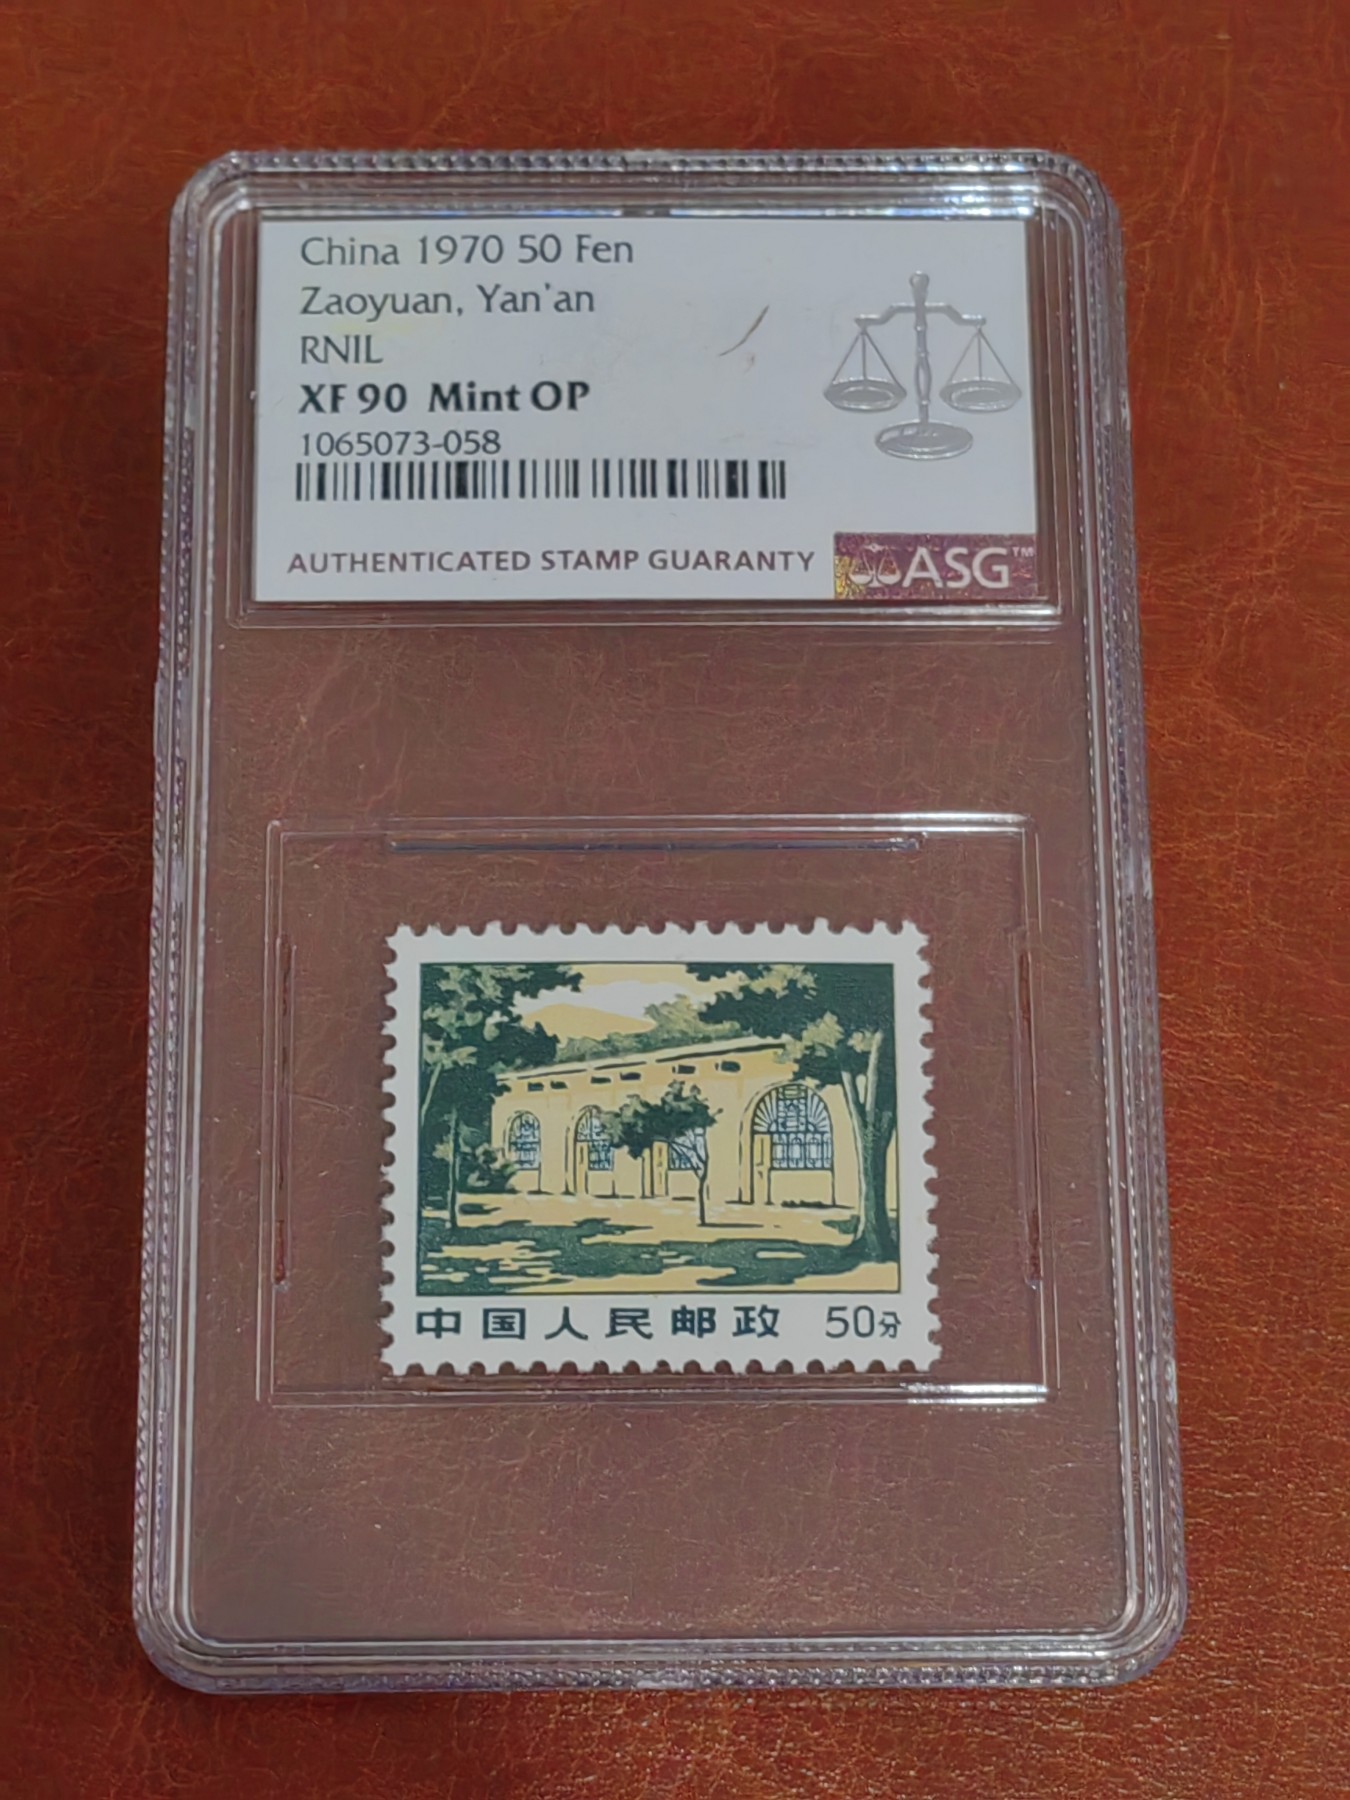 China 1970 50 Fen
Zaoyuan, Yan'an
RNIL
XF 90 Mint OP
1065073-058
AUTHENTICATED STAMP GUARANTY
ASG™
中国人民邮政 50分